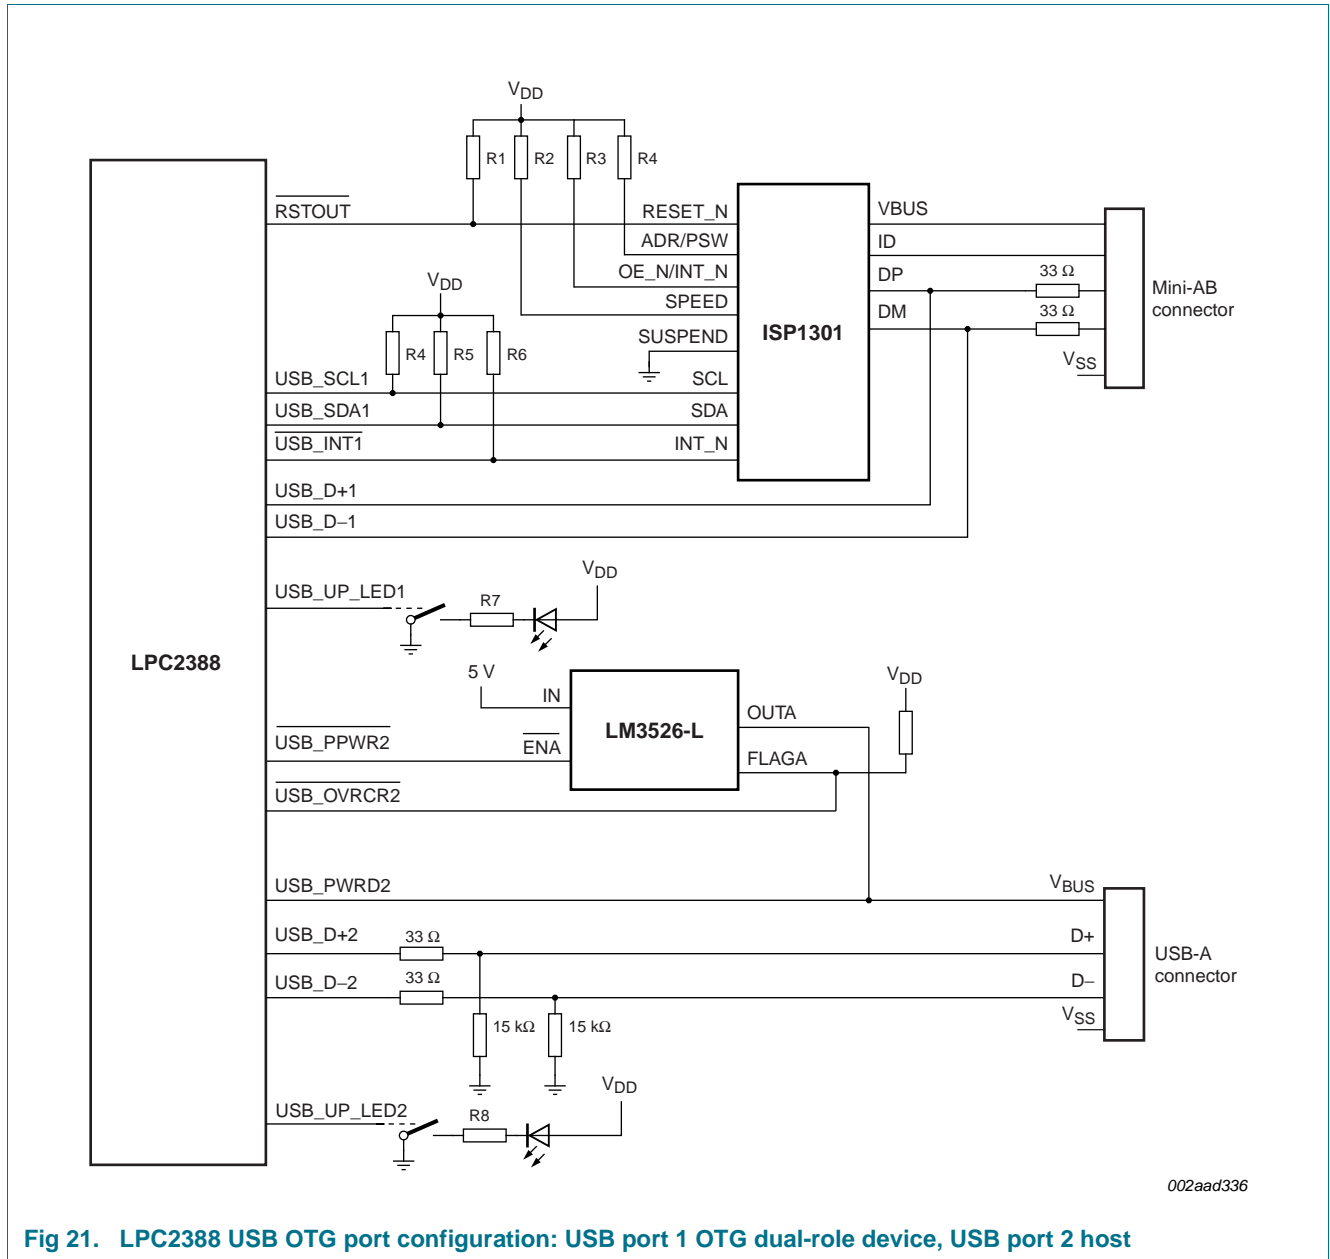 VDD
R1 R2 R3 R4
RSTOUT
RESET_N
VBUS
ADR/PSW
ID
OE_N/INT_N
DP
33 Ω
Mini-AB
connector
VDD
SPEED
DM
33 Ω
SUSPEND
ISP1301
R4 R5 R6
VSS
USB_SCL1
SCL
USB_SDA1
SDA
USB_INT1
INT_N
USB_D+1
USB_D−1
VDD
USB_UP_LED1
R7
LPC2388
5 V
IN
VDD
OUTA
LM3526-L
USB_PPWR2
ENA
FLAGA
USB_OVRCR2
USB_PWRD2
VBUS
USB_D+2
33 Ω
D+
USB-A
connector
USB_D−2
33 Ω
D−
VSS
15 kΩ
15 kΩ
VDD
USB_UP_LED2
R8
002aad336
Fig 21. LPC2388 USB OTG port configuration: USB port 1 OTG dual-role device, USB port 2 host